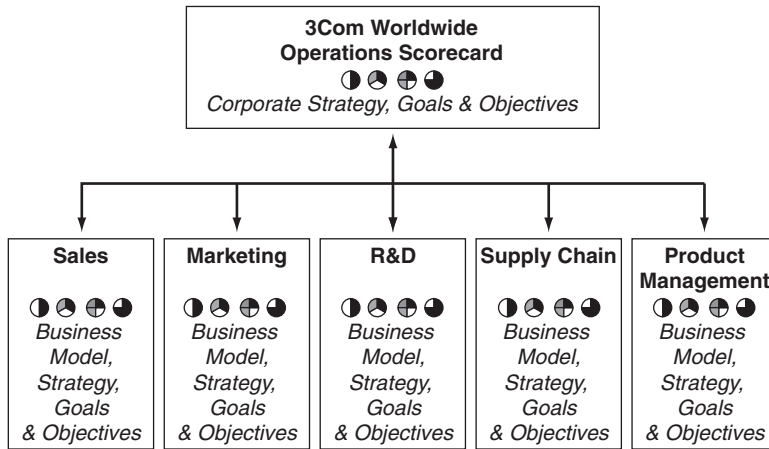 3Com Worldwide
Operations Scorecard
Corporate Strategy, Goals & Objectives
Sales
Business
Model,
Strategy,
Goals
& Objectives
Marketing
Business
Model,
Strategy,
Goals
& Objectives
R&D
Business
Model,
Strategy,
Goals
& Objectives
Supply Chain
Business
Model,
Strategy,
Goals
& Objectives
Product
Management
Business
Model,
Strategy,
Goals
& Objectives